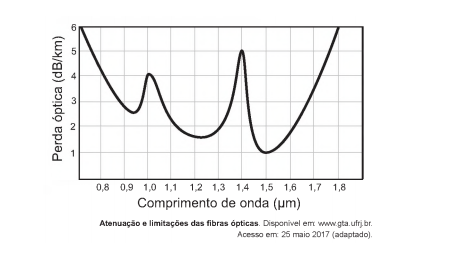 6
5
4
3
2
1
Perda óptica (dB/km)
0,8 0,9 1,0 1,1 1,2 1,3 1,4 1,5 1,6 1,7 1,8
Comprimento de onda (μm)
Atenuação e limitações das fibras ópticas. Disponível em: www.gta.ufrj.br.
Acesso em: 25 maio 2017 (adaptado).